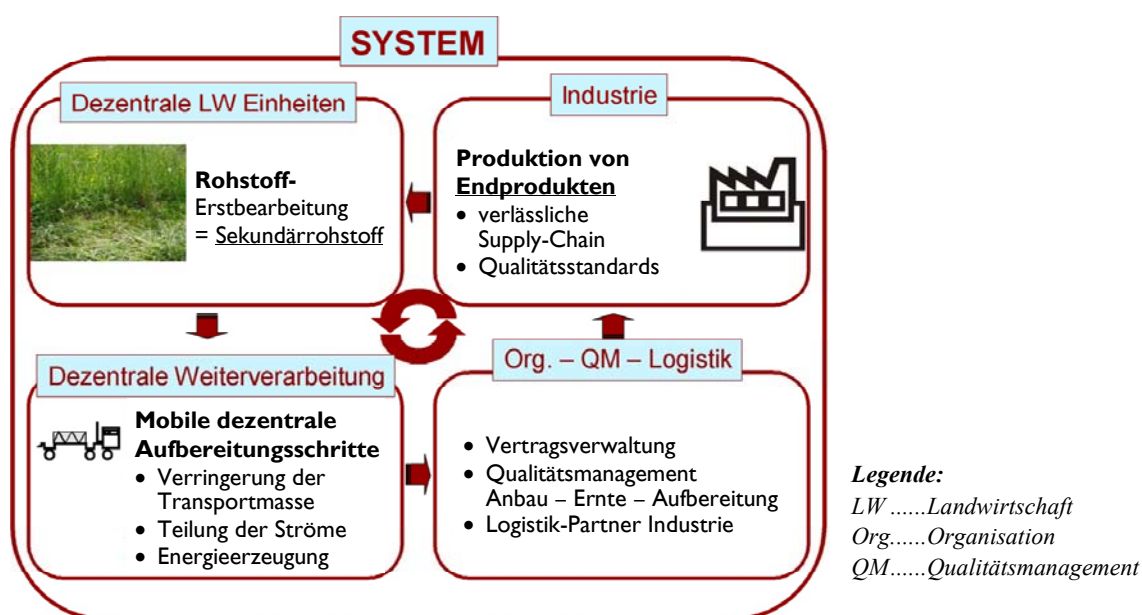 SYSTEM
Dezentrale LW Einheiten
Rohstoff-
Erstbearbeitung
= Sekundärrohstoff
Industrie
Produktion von
Endprodukten
• verlässliche
Supply-Chain
• Qualitätsstandards
Dezentrale Weiterverarbeitung
Mobile dezentrale
Aufbereitungsschritte
• Verringerung der
Transportmasse
• Teilung der Ströme
• Energieerzeugung
Org. – QM – Logistik
• Vertragsverwaltung
• Qualitätsmanagement
Anbau – Ernte – Aufbereitung
• Logistik-Partner Industrie
Legende:
LW ......Landwirtschaft
Org......Organisation
QM......Qualitätsmanagement